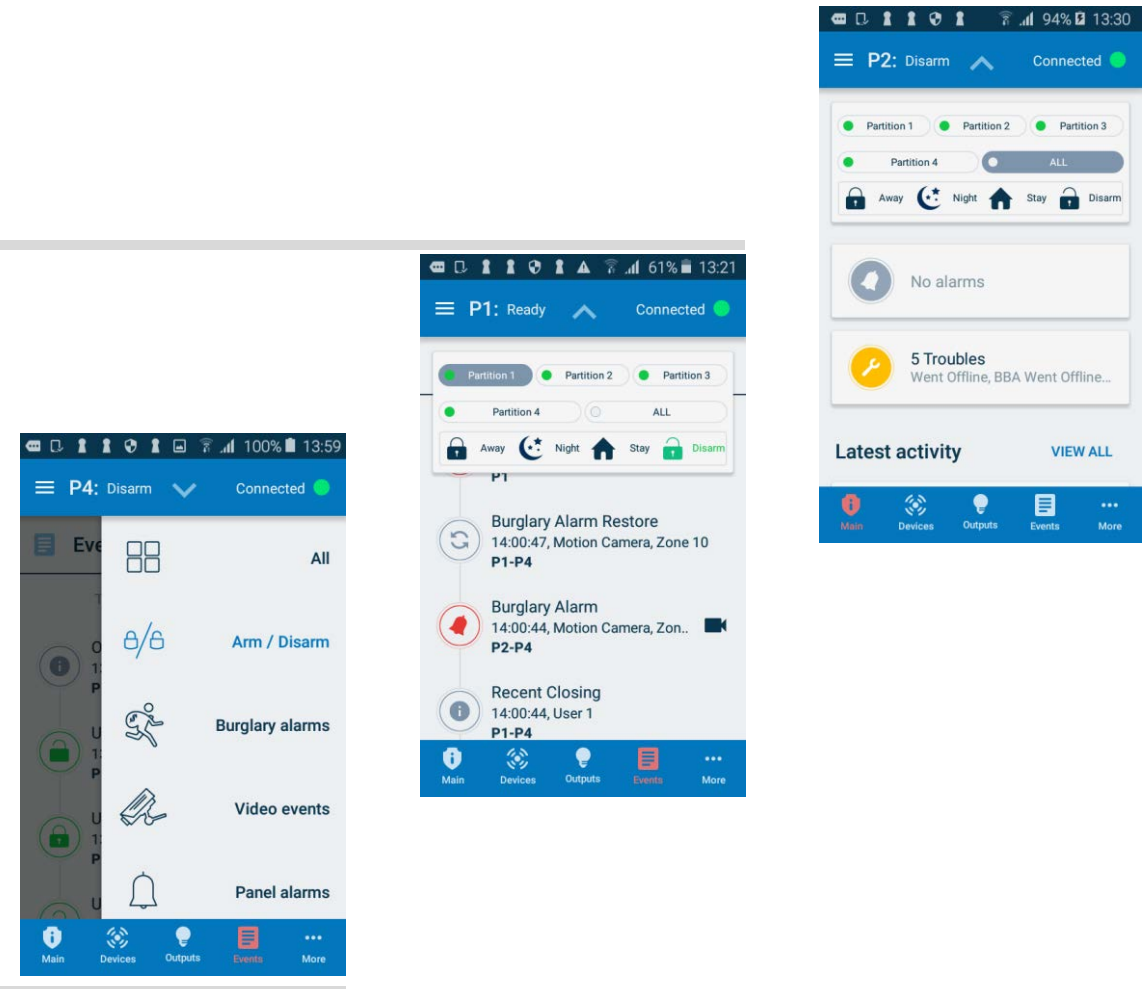 100% 13:59
P4: Disarm Connected
Eve
All
Arm / Disarm
Burglary alarms
Video events
Panel alarms
Main Devices Outputs Events More
61% 13:21
P1: Ready Connected
Partition 1 Partition 2 Partition 3
Partition 4 ALL
Away Night Stay Disarm
P1
Burglary Alarm Restore
14:00:47, Motion Camera, Zone 10
P1-P4
Burglary Alarm
14:00:44, Motion Camera, Zon..
P2-P4
Recent Closing
14:00:44, User 1
P1-P4
Main Devices Outputs Events More
94% 13:30
P2: Disarm Connected
Partition 1 Partition 2 Partition 3
Partition 4 ALL
Away Night Stay Disarm
No alarms
5 Troubles
Went Offline, BBA Went Offline...
Latest activity VIEW ALL
Main Devices Outputs Events More